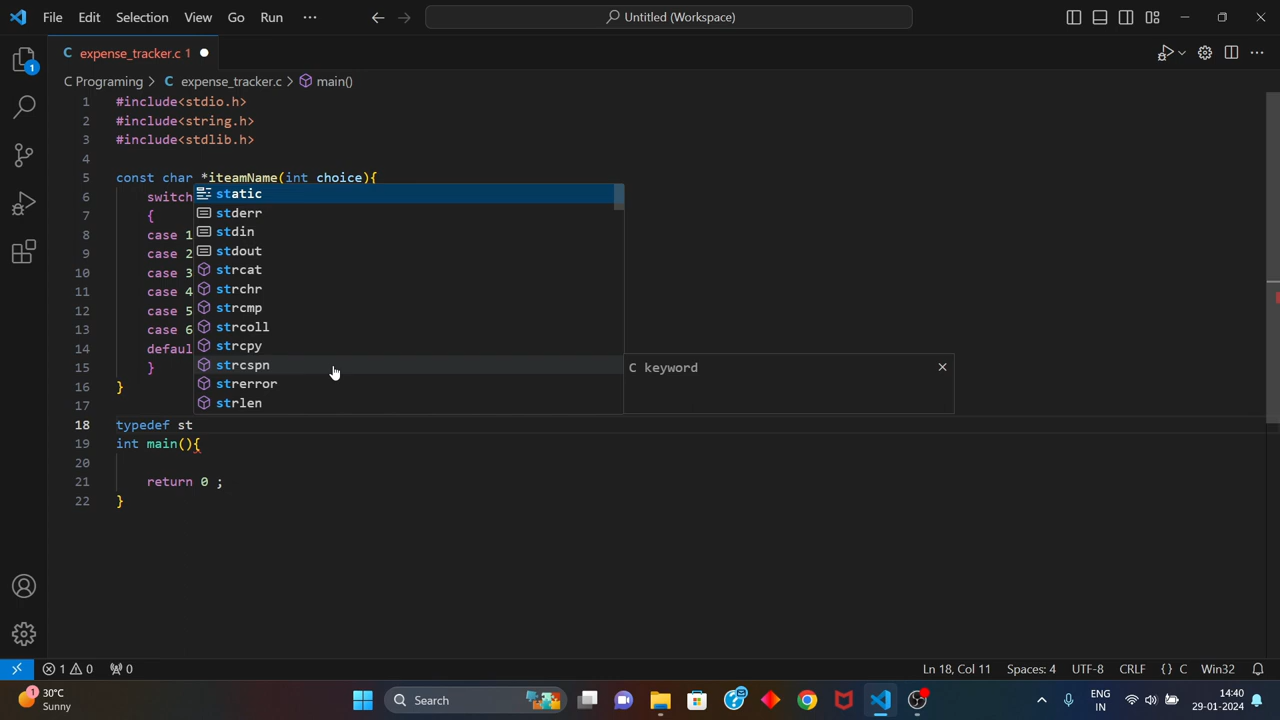 File Edit Selection View Go Run ··· Untitled (Workspace)
C expense_tracker.c 1
C Programing > C expense_tracker.c > main()
1 #include<stdio.h>
2 #include<string.h>
3 #include<stdlib.h>
4
5 const char *iteamName(int choice){
6 switch
7 {
8 case 1
9 case 2
10 case 3
11 case 4
12 case 5
13 case 6
14 defaul
15 }
16 }
17
18 typedef st
19 int main(){
20
21 return 0 ;
22 }
static
stderr
stdin
stdout
strcat
strchr
strcmp
strcoll
strcpy
strcspn
strerror
strlen
C keyword
1
1 0 0 Ln 18, Col 11 Spaces: 4 UTF-8 CRLF {} C Win32
1 30°C
Sunny
Search
ENG
IN
14:40
29-01-2024